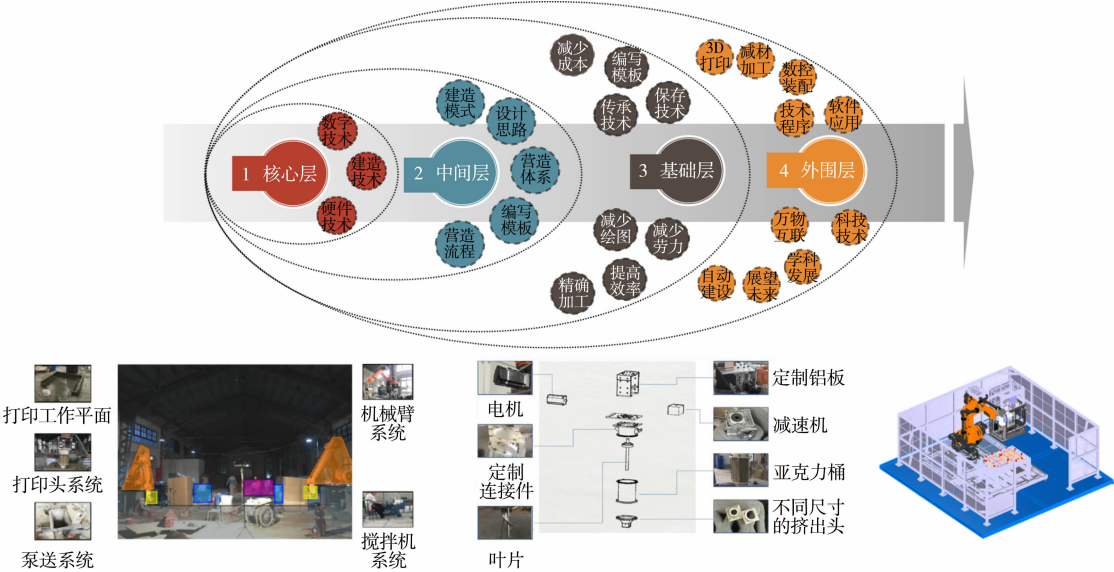 数字
技术
建造
技术
硬件
技术
1 核心层
建造
模式
设计
思路
营造
体系
编写
模板
营造
流程
2 中间层
减少
成本
编写
模板
传承
技术
保存
技术
3 基础层
减少
绘图
减少
劳力
精确
加工
提高
效率
3D
打印
减材
加工
数控
装配
技术
程序
软件
应用
4 外围层
万物
互联
科技
技术
学科
发展
自动
建设
展望
未来
打印工作平面
打印头系统
泵送系统
机械臂
系统
搅拌机
系统
电机
定制
连接件
叶片
定制铝板
减速机
亚克力桶
不同尺寸
的挤出头